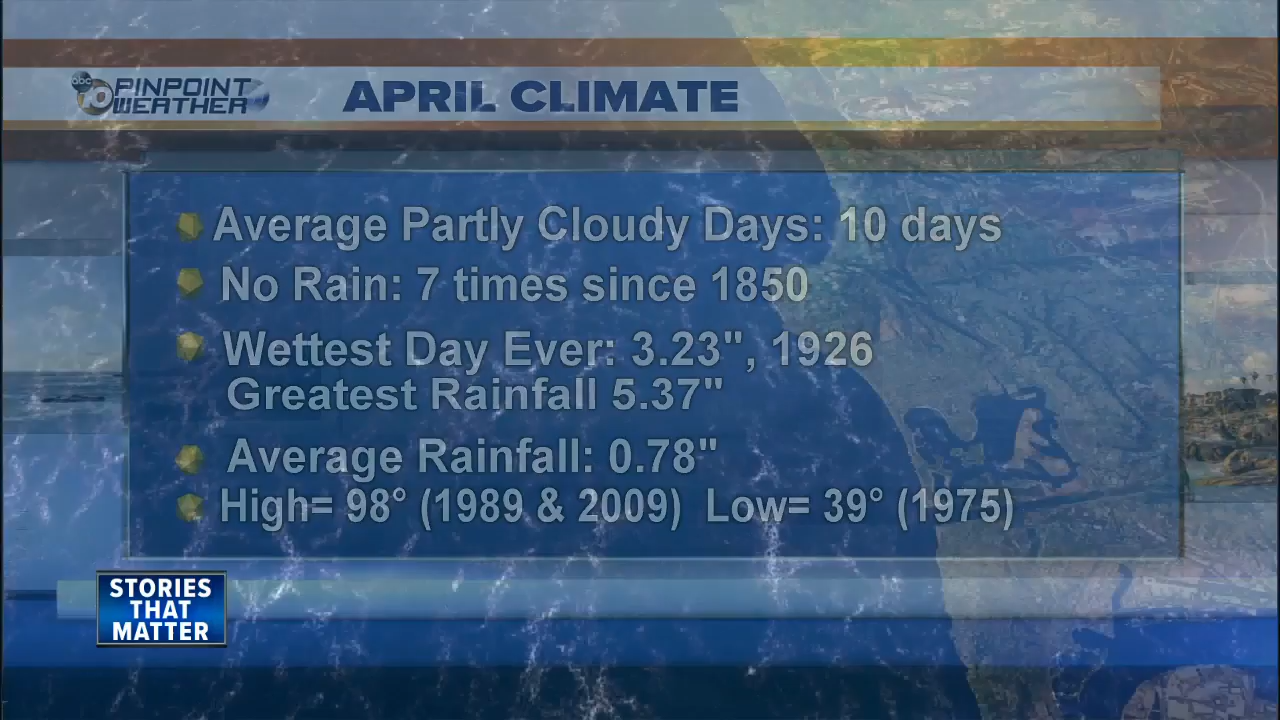 abc 10 PINPOINT WEATHER
APRIL CLIMATE
Average Partly Cloudy Days: 10 days
No Rain: 7 times since 1850
Wettest Day Ever: 3.23", 1926
Greatest Rainfall 5.37"
Average Rainfall: 0.78"
High= 98° (1989 & 2009) Low= 39° (1975)
STORIES
THAT
MATTER